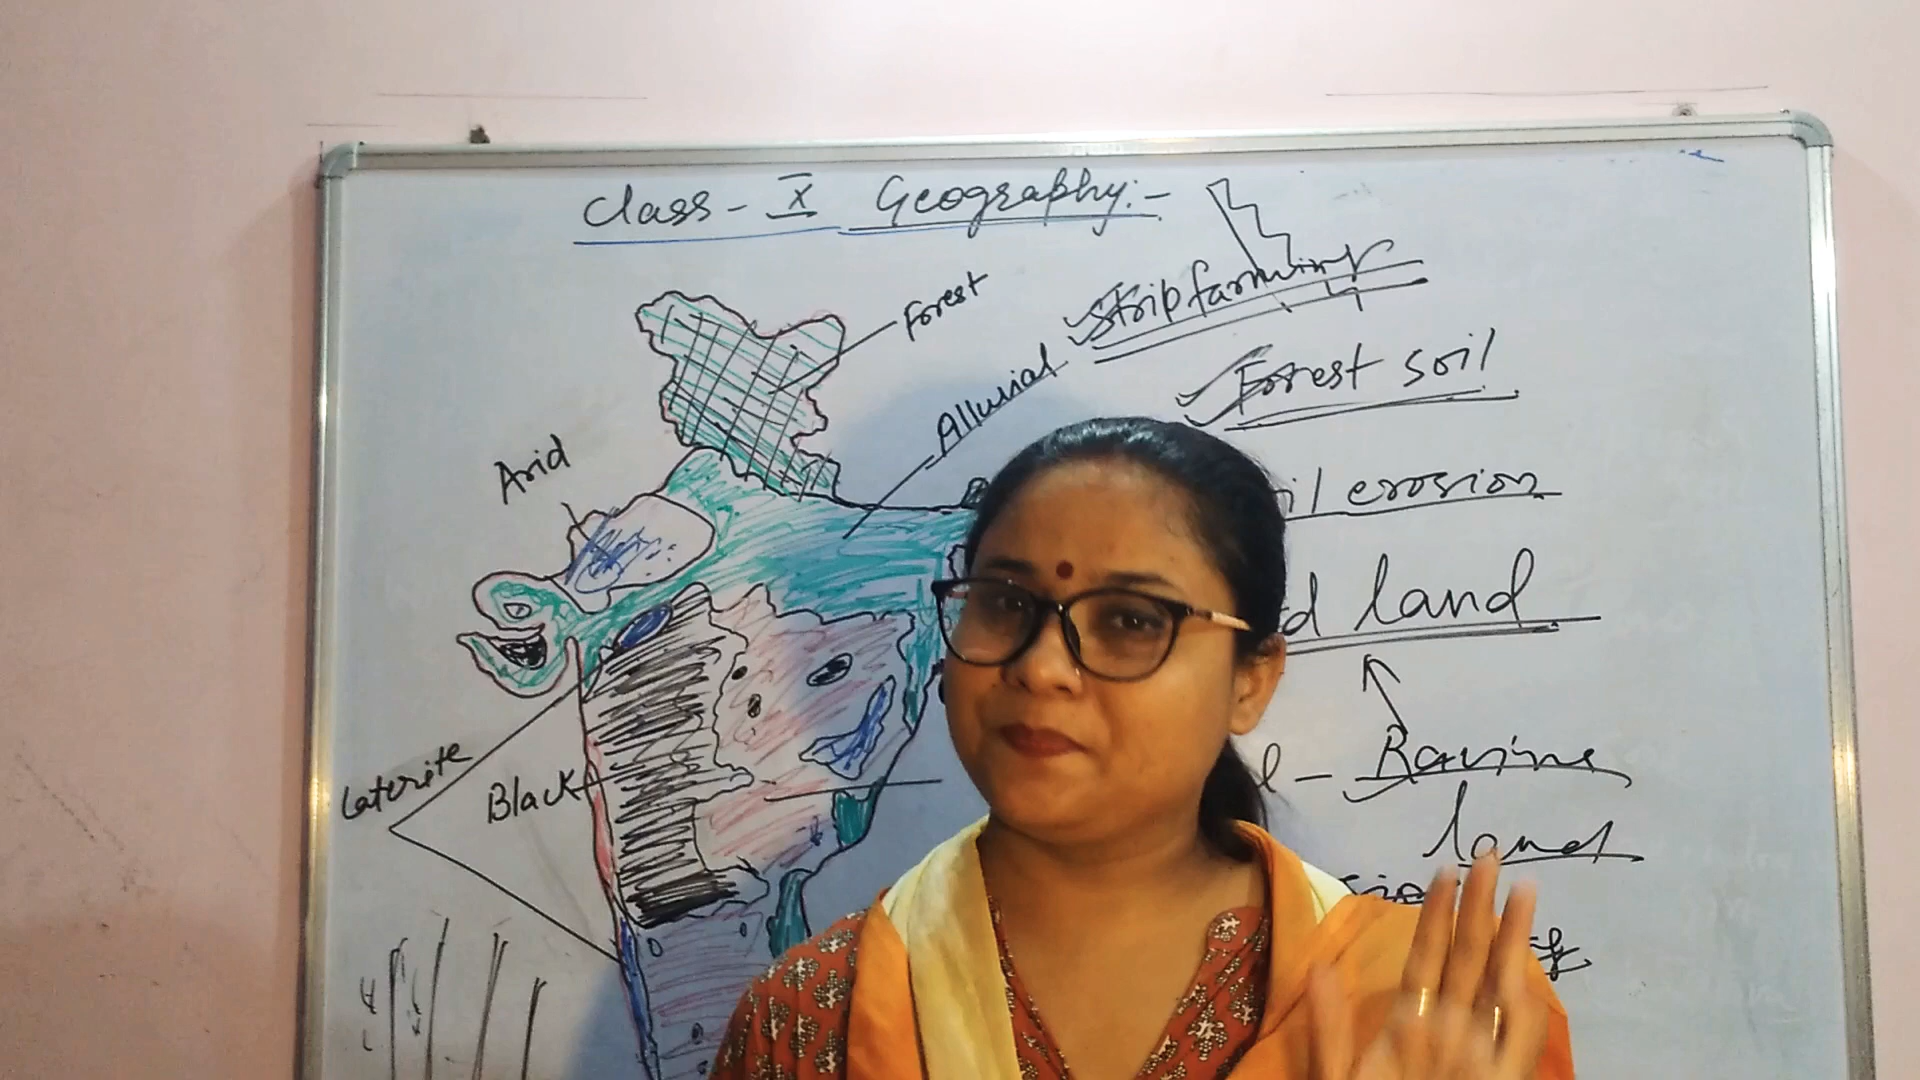 Class - X Geography:-
Forest
Strip farming
Alluvial
Forest soil
Arid
il erosion
d land
Laterite
Black
l - Ravine
land